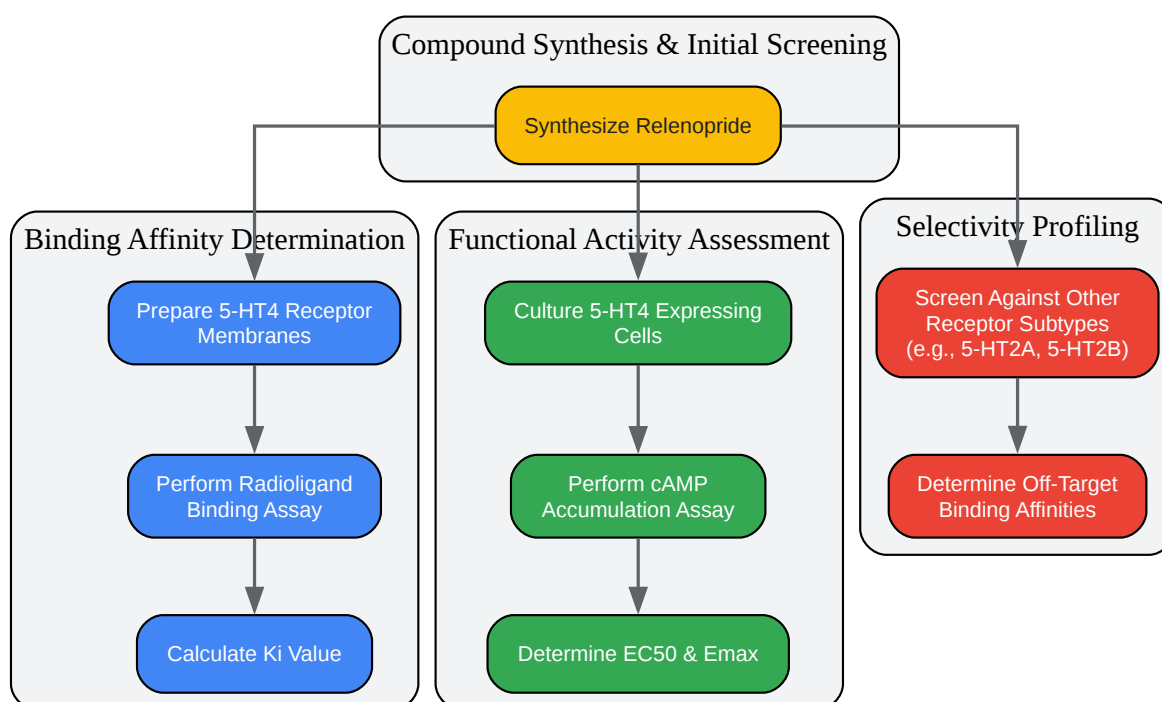 Compound Synthesis & Initial Screening
Synthesize Relenopride
Binding Affinity Determination
Prepare 5-HT4 Receptor
Membranes
Perform Radioligand
Binding Assay
Calculate Ki Value
Functional Activity Assessment
Culture 5-HT4 Expressing
Cells
Perform cAMP
Accumulation Assay
Determine EC50 & Emax
Selectivity Profiling
Screen Against Other
Receptor Subtypes
(e.g., 5-HT2A, 5-HT2B)
Determine Off-Target
Binding Affinities